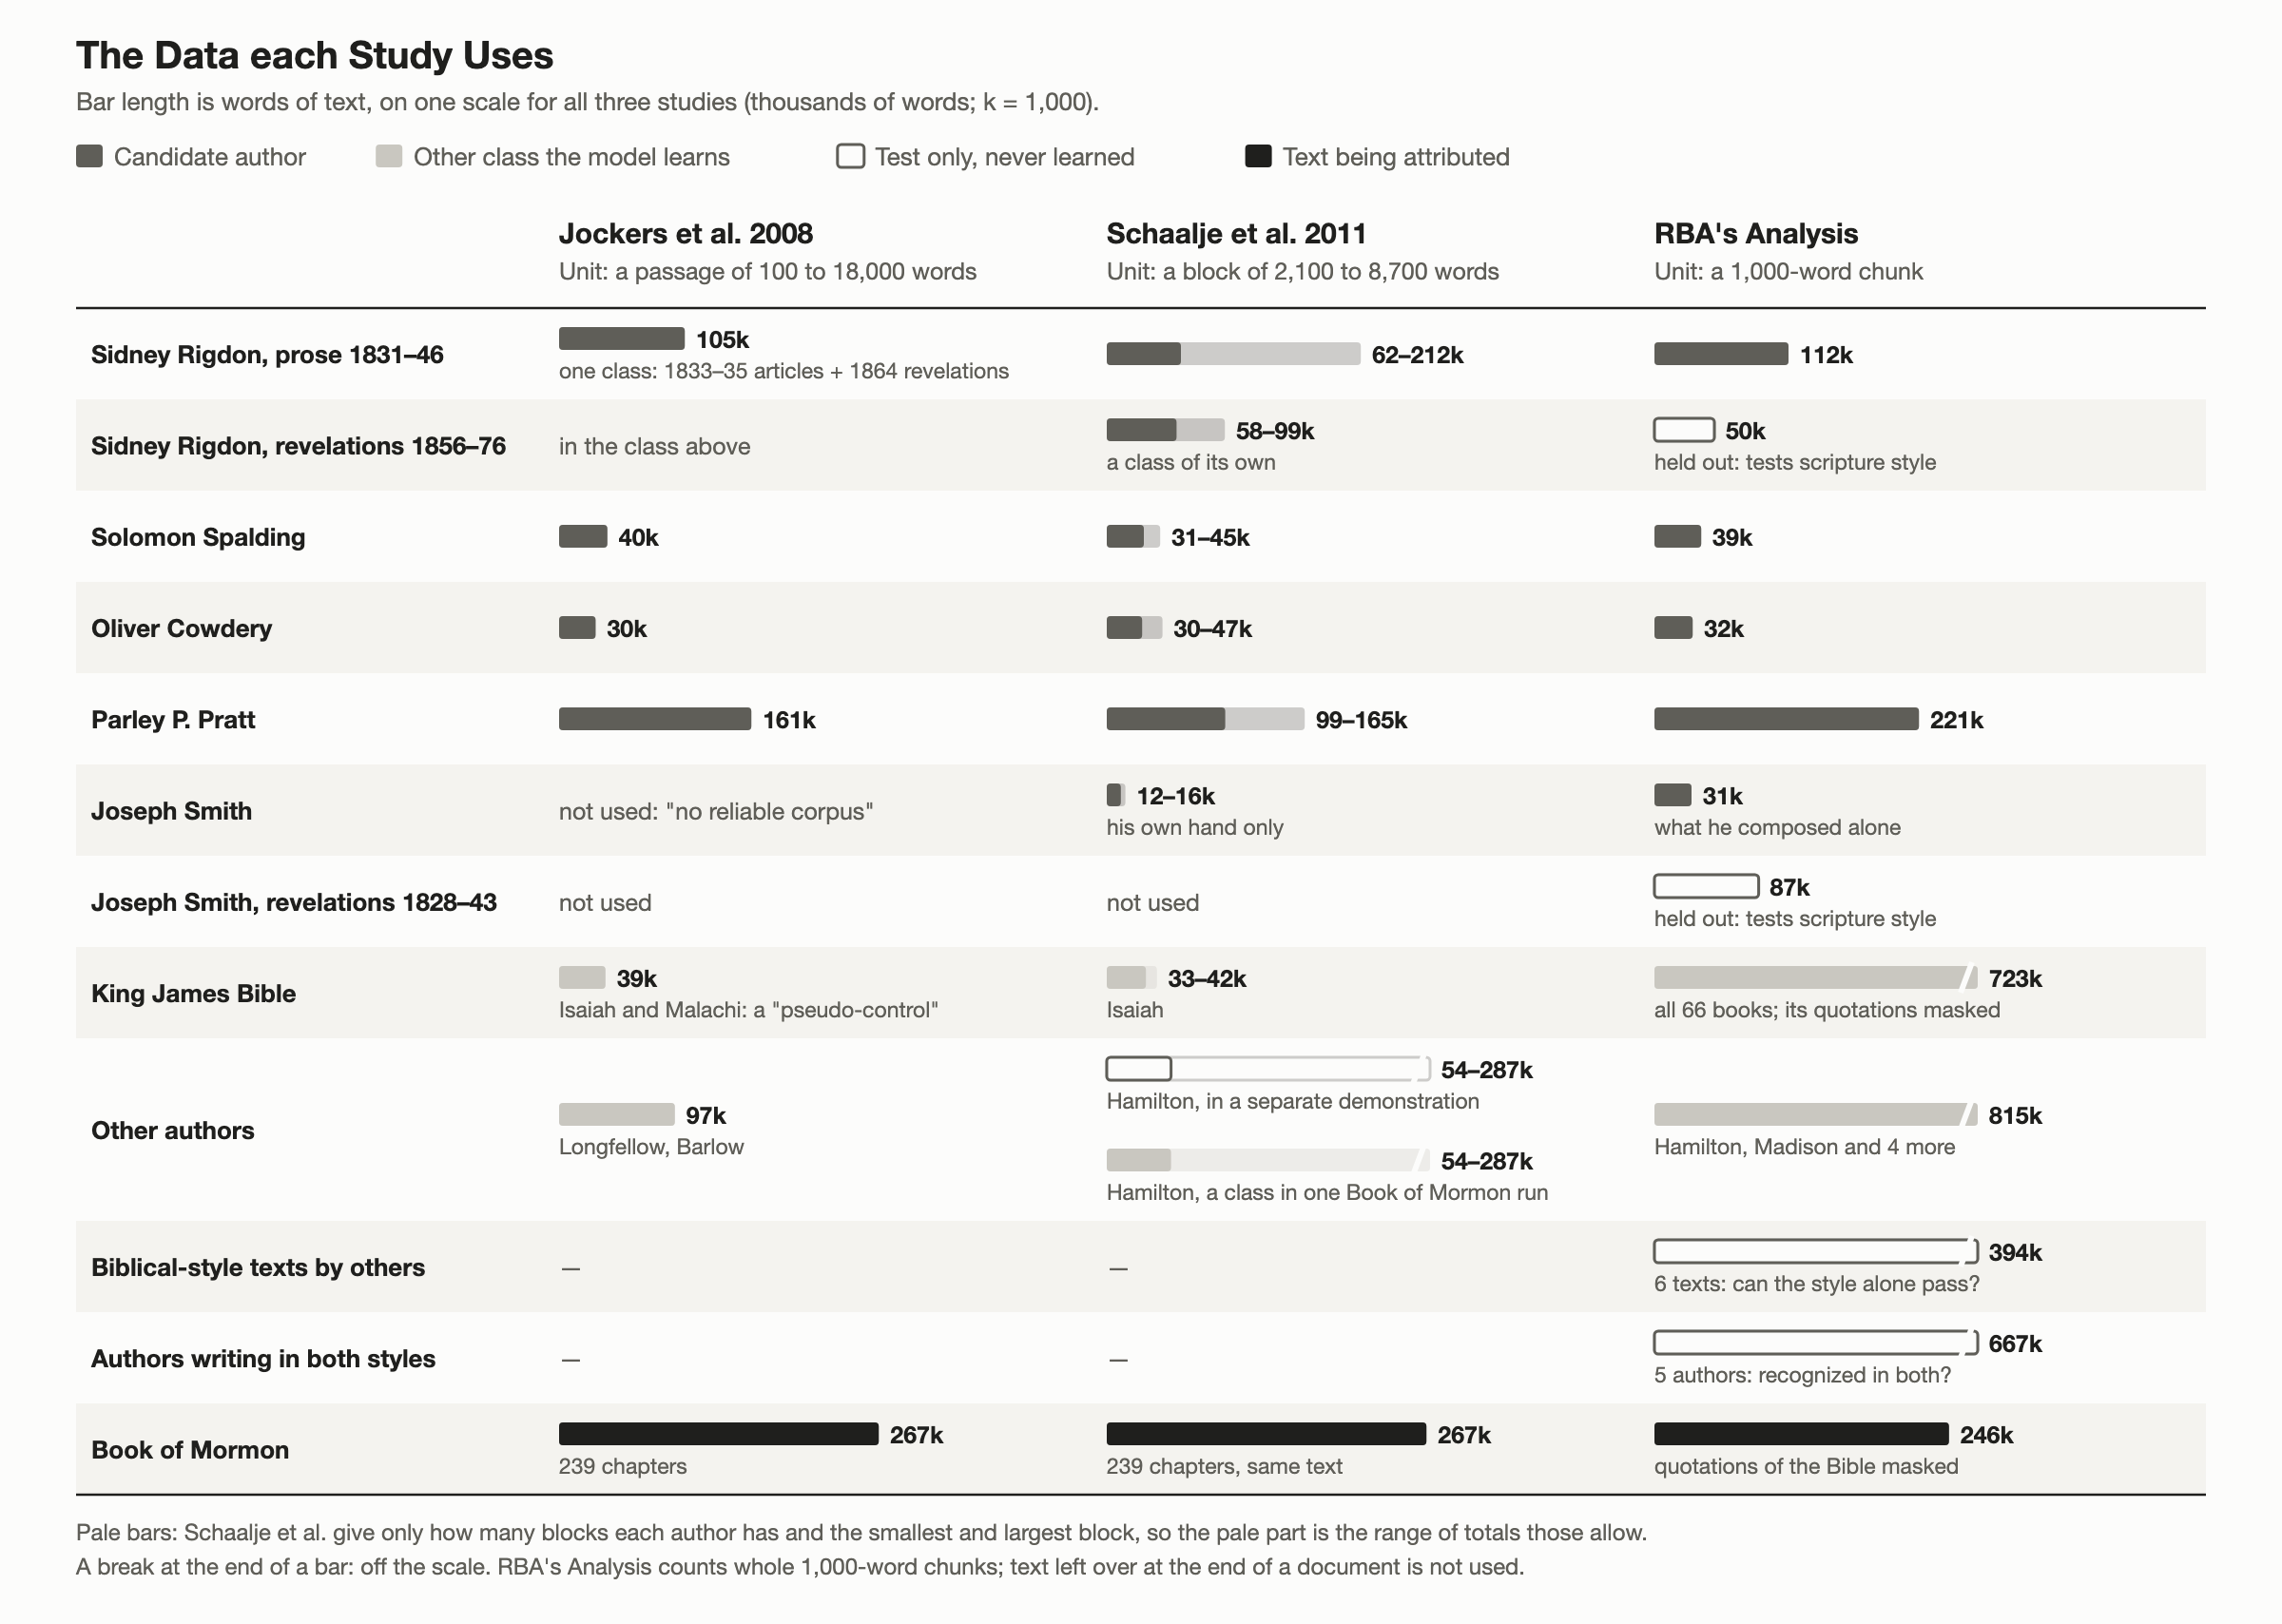 The Data each Study Uses
Bar length is words of text, on one scale for all three studies (thousands of words; k = 1,000).
Candidate author
Other class the model learns
Test only, never learned
Text being attributed
Jockers et al. 2008
Unit: a passage of 100 to 18,000 words
Schaalje et al. 2011
Unit: a block of 2,100 to 8,700 words
RBA's Analysis
Unit: a 1,000-word chunk
Sidney Rigdon, prose 1831–46
105k
one class: 1833–35 articles + 1864 revelations
62–212k
112k
Sidney Rigdon, revelations 1856–76
in the class above
58–99k
a class of its own
50k
held out: tests scripture style
Solomon Spalding
40k
31–45k
39k
Oliver Cowdery
30k
30–47k
32k
Parley P. Pratt
161k
99–165k
221k
Joseph Smith
not used: "no reliable corpus"
12–16k
his own hand only
31k
what he composed alone
Joseph Smith, revelations 1828–43
not used
not used
87k
held out: tests scripture style
King James Bible
39k
Isaiah and Malachi: a "pseudo-control"
33–42k
Isaiah
723k
all 66 books; its quotations masked
Other authors
97k
Longfellow, Barlow
54–287k
Hamilton, in a separate demonstration
54–287k
Hamilton, a class in one Book of Mormon run
815k
Hamilton, Madison and 4 more
Biblical-style texts by others
—
—
394k
6 texts: can the style alone pass?
Authors writing in both styles
—
—
667k
5 authors: recognized in both?
Book of Mormon
267k
239 chapters
267k
239 chapters, same text
246k
quotations of the Bible masked
Pale bars: Schaalje et al. give only how many blocks each author has and the smallest and largest block, so the pale part is the range of totals those allow.
A break at the end of a bar: off the scale. RBA's Analysis counts whole 1,000-word chunks; text left over at the end of a document is not used.